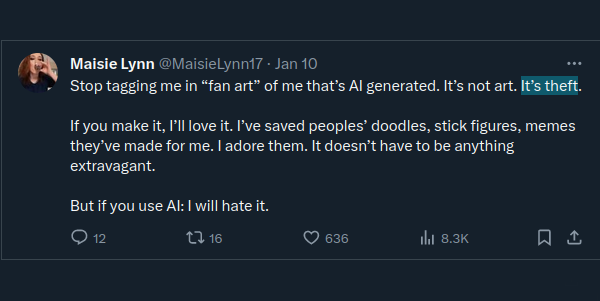 Maisie Lynn @MaisieLynn17 · Jan 10
Stop tagging me in “fan art” of me that’s AI generated. It’s not art. It’s theft.
If you make it, I’ll love it. I’ve saved peoples’ doodles, stick figures, memes
they’ve made for me. I adore them. It doesn’t have to be anything
extravagant.
But if you use AI: I will hate it.
12 16 636 8.3K